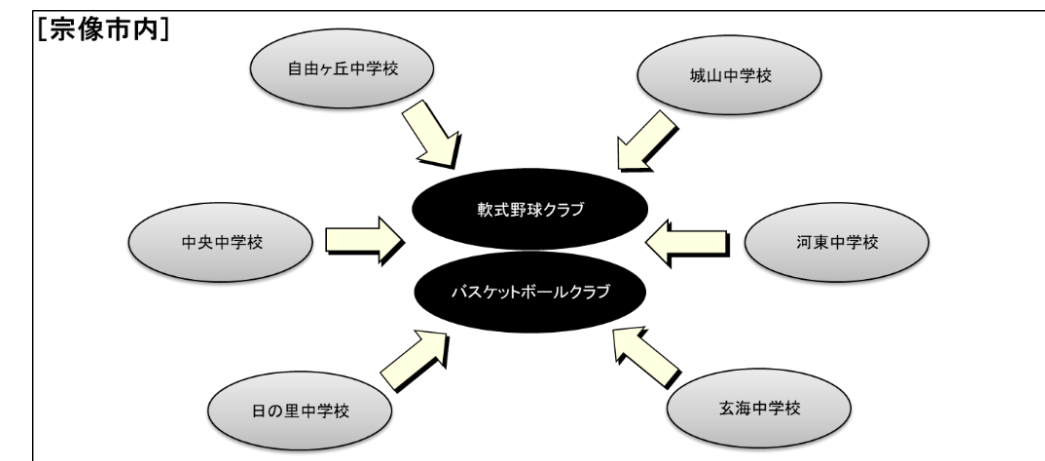 [宗像市内]
自由ヶ丘中学校
城山中学校
軟式野球クラブ
中央中学校
河東中学校
バスケットボールクラブ
日の里中学校
玄海中学校